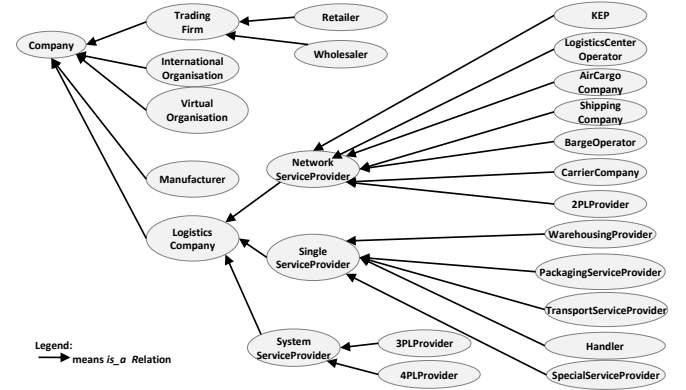 Company
Trading
Firm
Retailer
Wholesaler
International
Organisation
Virtual
Organisation
Manufacturer
Logistics
Company
Network
ServiceProvider
KEP
LogisticsCenter
Operator
AirCargo
Company
Shipping
Company
BargeOperator
CarrierCompany
2PLProvider
Single
ServiceProvider
WarehousingProvider
PackagingServiceProvider
TransportServiceProvider
Handler
SpecialServiceProvider
System
ServiceProvider
3PLProvider
4PLProvider
Legend:
means is_a Relation